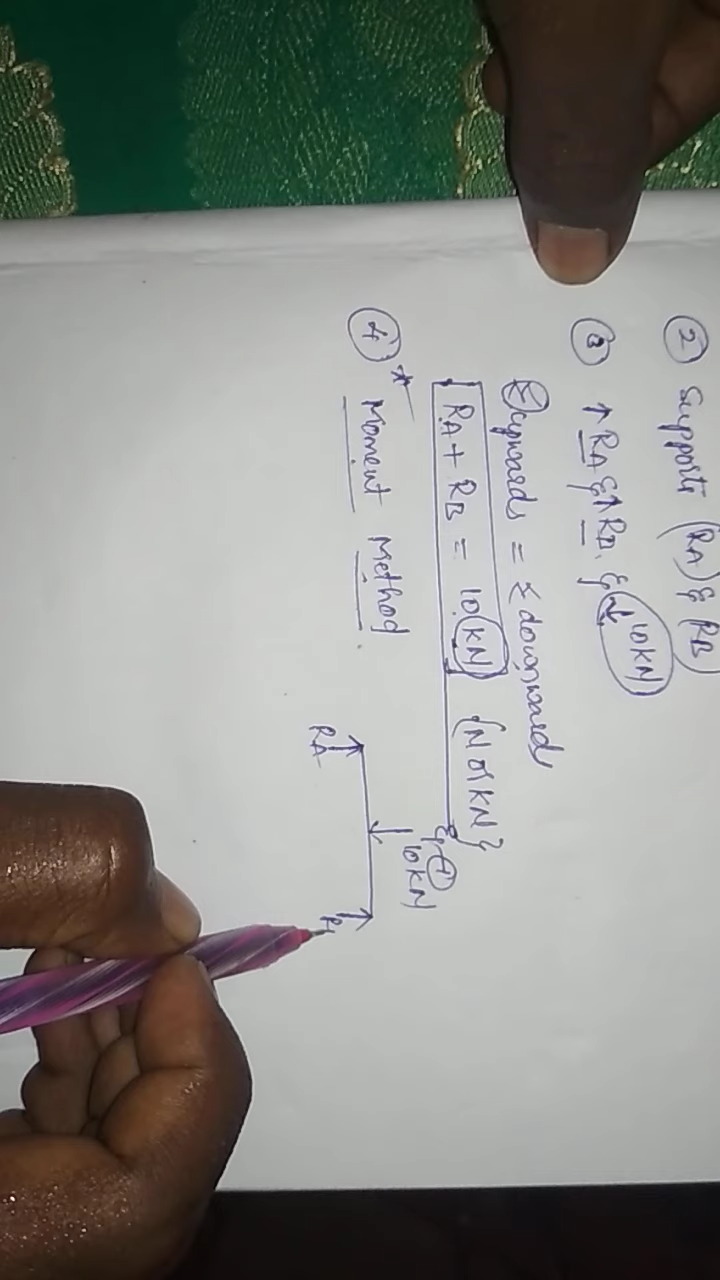 ② Supports (RA) & (RB)
③ ↑ RA & ↑ RB, & ↓ 10KN
Σ upwards = Σ downward
RA + RB = 10 KN {N or KN}
④ * Moment Method
10KN
RA